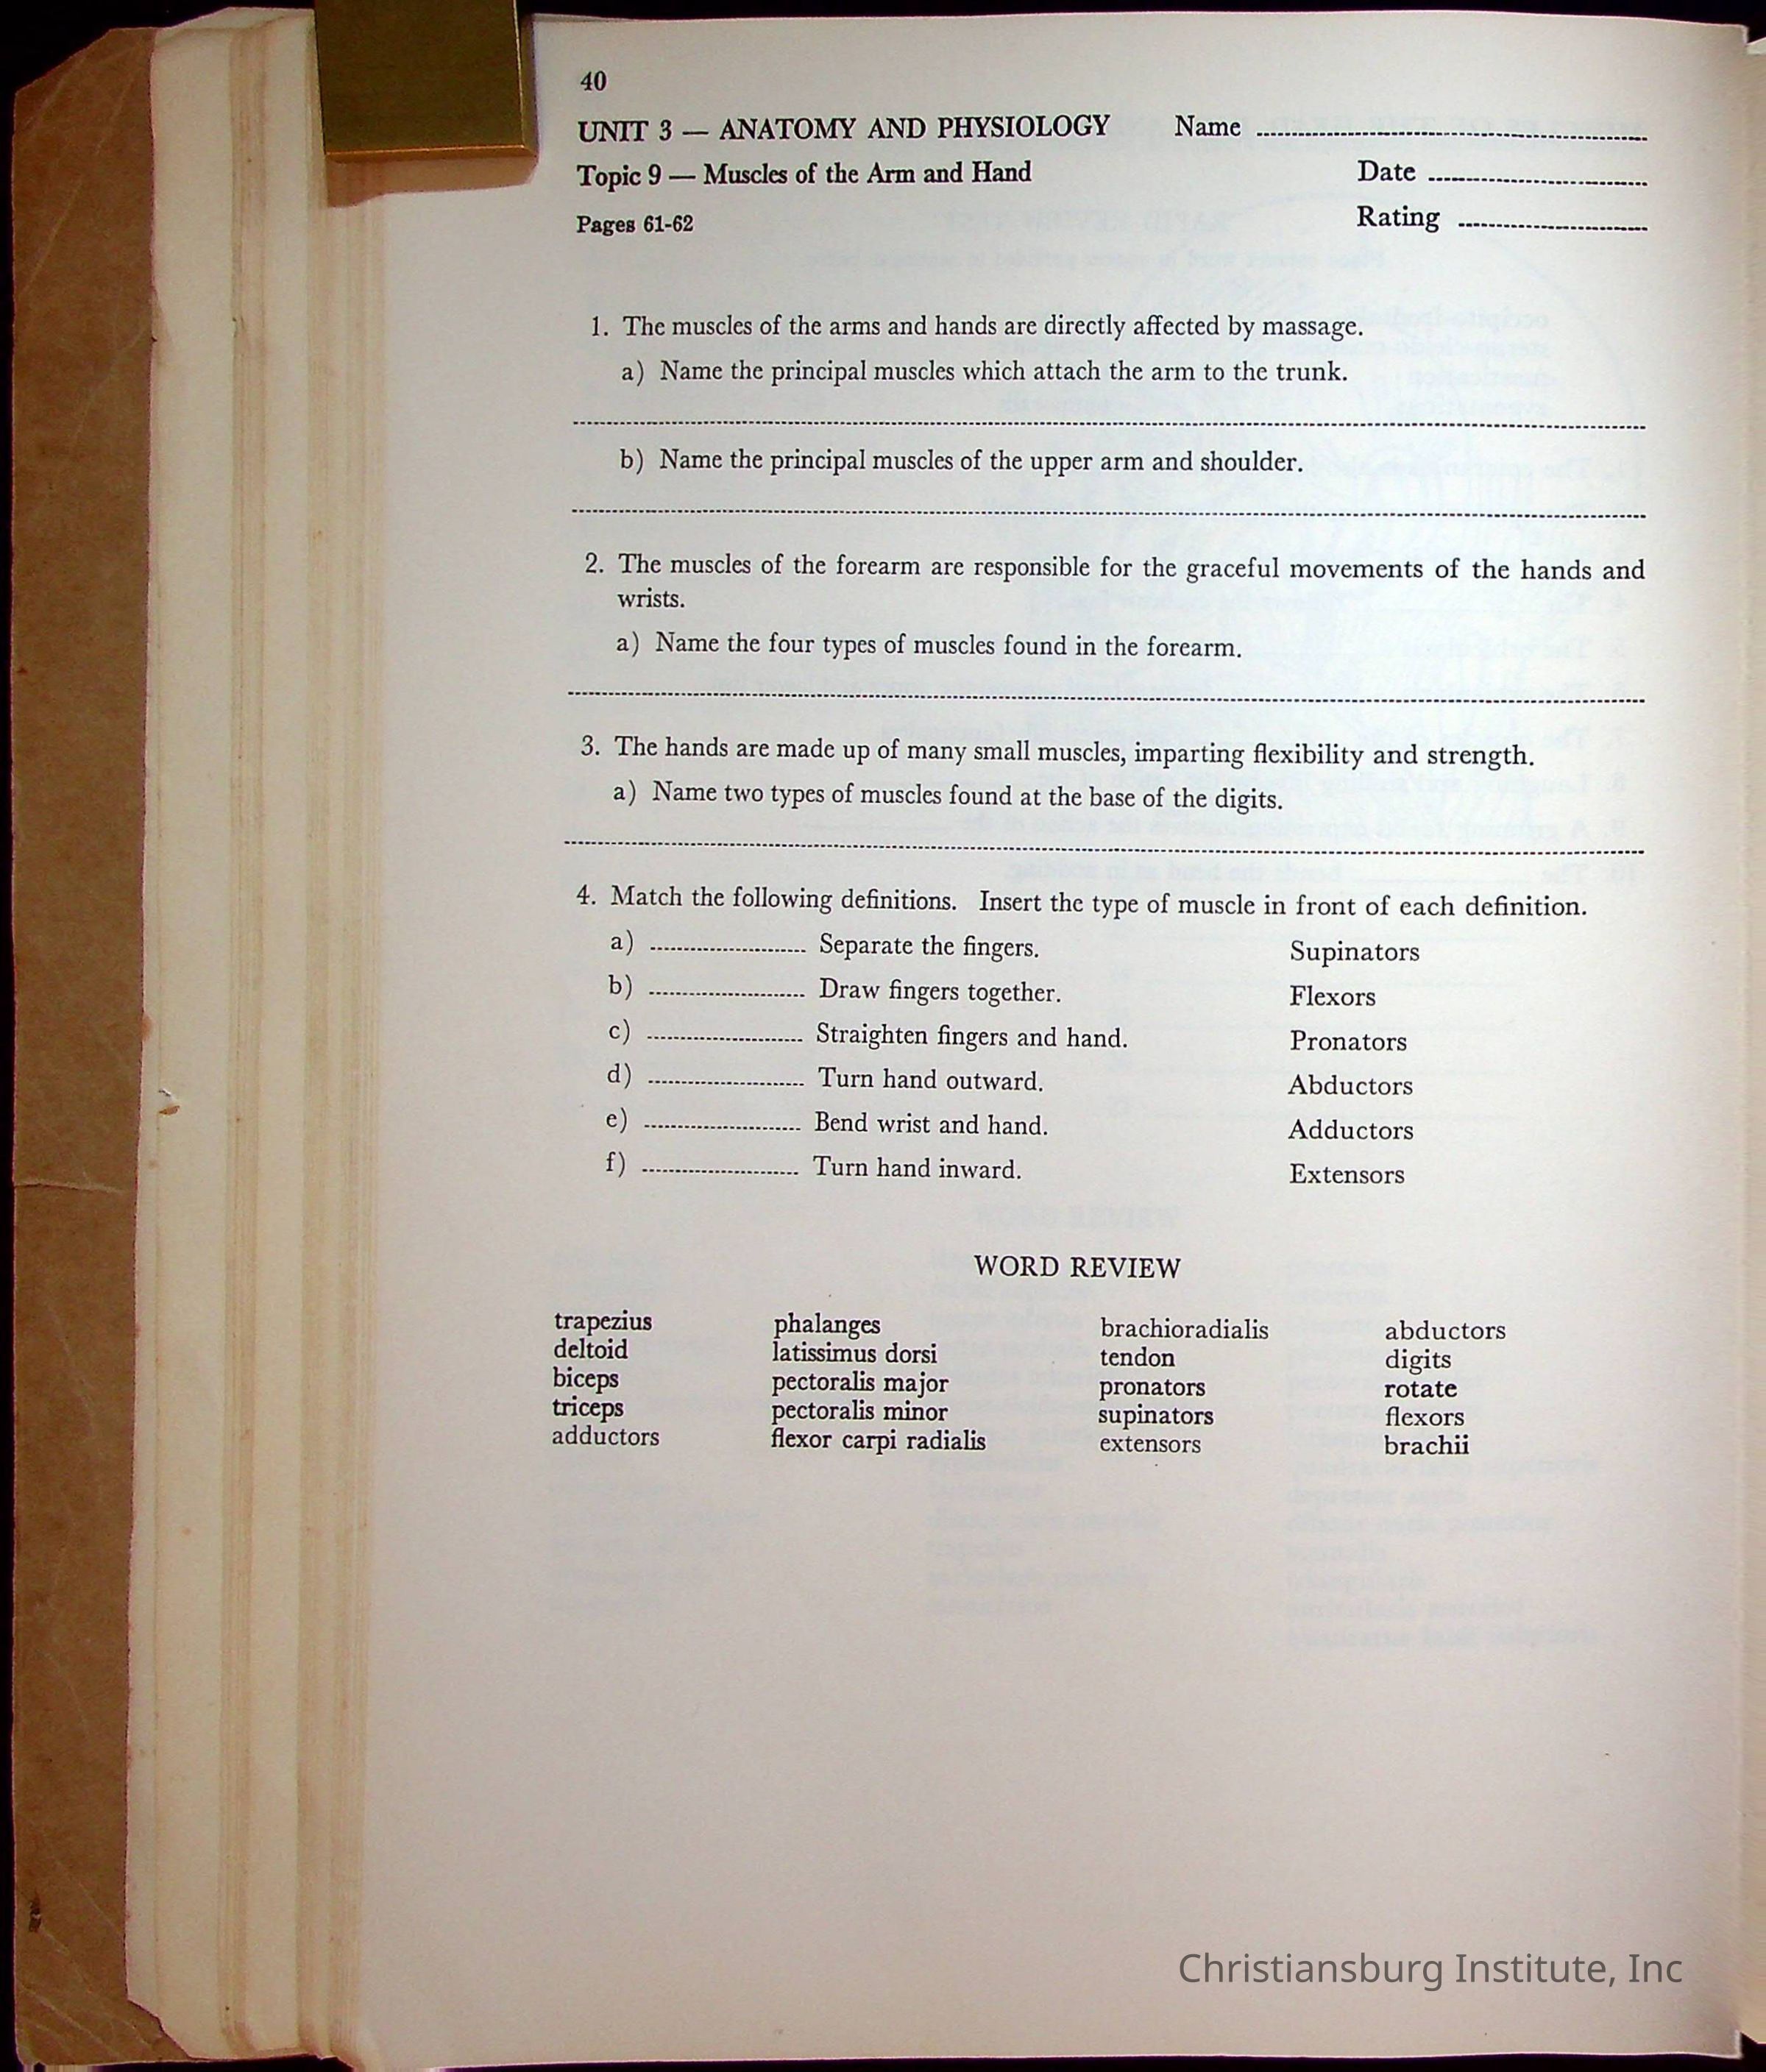 40
UNIT 3 — ANATOMY AND PHYSIOLOGY Name
Topic 9 — Muscles of the Arm and Hand Date
Pages 61-62 Rating
1. The muscles of the arms and hands are directly affected by massage.
a) Name the principal muscles which attach the arm to the trunk.
b) Name the principal muscles of the upper arm and shoulder.
2. The muscles of the forearm are responsible for the graceful movements of the hands and
wrists.
a) Name the four types of muscles found in the forearm.
3. The hands are made up of many small muscles, imparting flexibility and strength.
a) Name two types of muscles found at the base of the digits.
4. Match the following definitions. Insert the type of muscle in front of each definition.
a) Separate the fingers. Supinators
b) Draw fingers together. Flexors
c) Straighten fingers and hand. Pronators
d) Turn hand outward. Abductors
e) Bend wrist and hand. Adductors
f) Turn hand inward. Extensors
WORD REVIEW
trapezius phalanges brachioradialis abductors
deltoid latissimus dorsi tendon digits
biceps pectoralis major pronators rotate
triceps pectoralis minor supinators flexors
adductors flexor carpi radialis extensors brachii
Christiansburg Institute, Inc